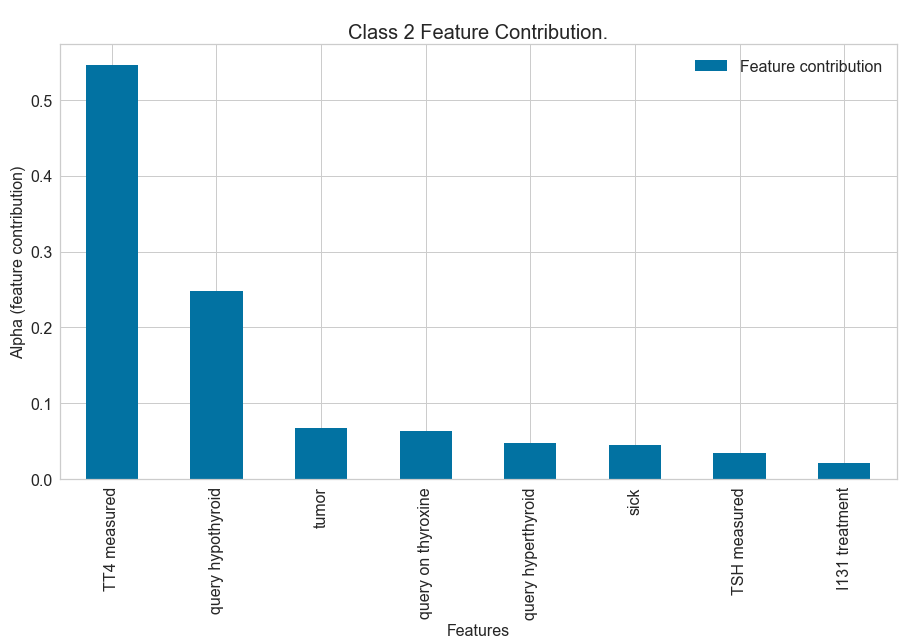 Class 2 Feature Contribution.
Feature contribution
Alpha (feature contribution)
0.5
0.4
0.3
0.2
0.1
0.0
TT4 measured
query hypothyroid
tumor
query on thyroxine
query hyperthyroid
sick
TSH measured
I131 treatment
Features